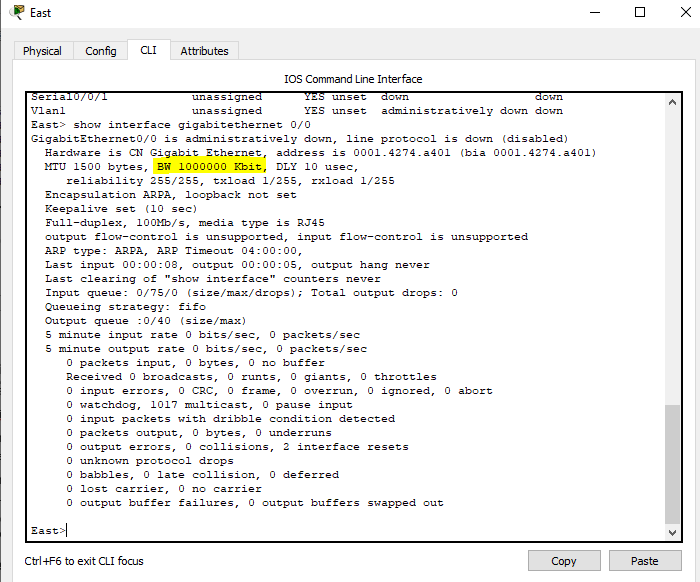 East
Physical Config CLI Attributes
IOS Command Line Interface
Serial0/0/1 unassigned YES unset down down
Vlan1 unassigned YES unset administratively down down
East> show interface gigabitethernet 0/0
GigabitEthernet0/0 is administratively down, line protocol is down (disabled)
Hardware is CN Gigabit Ethernet, address is 0001.4274.a401 (bia 0001.4274.a401)
MTU 1500 bytes, BW 1000000 Kbit, DLY 10 usec,
reliability 255/255, txload 1/255, rxload 1/255
Encapsulation ARPA, loopback not set
Keepalive set (10 sec)
Full-duplex, 100Mb/s, media type is RJ45
output flow-control is unsupported, input flow-control is unsupported
ARP type: ARPA, ARP Timeout 04:00:00,
Last input 00:00:08, output 00:00:05, output hang never
Last clearing of "show interface" counters never
Input queue: 0/75/0 (size/max/drops); Total output drops: 0
Queueing strategy: fifo
Output queue :0/40 (size/max)
5 minute input rate 0 bits/sec, 0 packets/sec
5 minute output rate 0 bits/sec, 0 packets/sec
0 packets input, 0 bytes, 0 no buffer
Received 0 broadcasts, 0 runts, 0 giants, 0 throttles
0 input errors, 0 CRC, 0 frame, 0 overrun, 0 ignored, 0 abort
0 watchdog, 1017 multicast, 0 pause input
0 input packets with dribble condition detected
0 packets output, 0 bytes, 0 underruns
0 output errors, 0 collisions, 2 interface resets
0 unknown protocol drops
0 babbles, 0 late collision, 0 deferred
0 lost carrier, 0 no carrier
0 output buffer failures, 0 output buffers swapped out
East>
Ctrl+F6 to exit CLI focus
Copy Paste